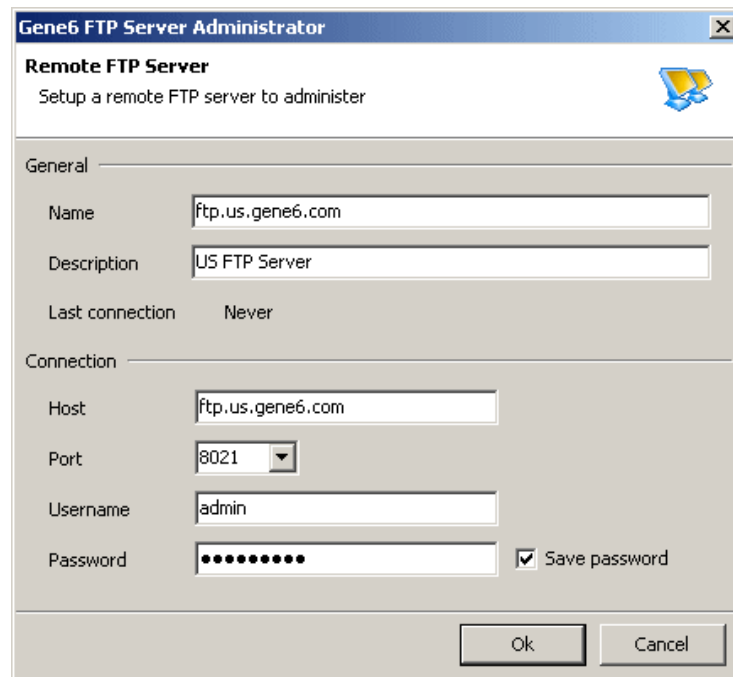 Gene6 FTP Server Administrator
Remote FTP Server
Setup a remote FTP server to administer
General
Name ftp.us.gene6.com
Description US FTP Server
Last connection Never
Connection
Host ftp.us.gene6.com
Port 8021
Username admin
Password ●●●●●●●●● Save password
Ok Cancel